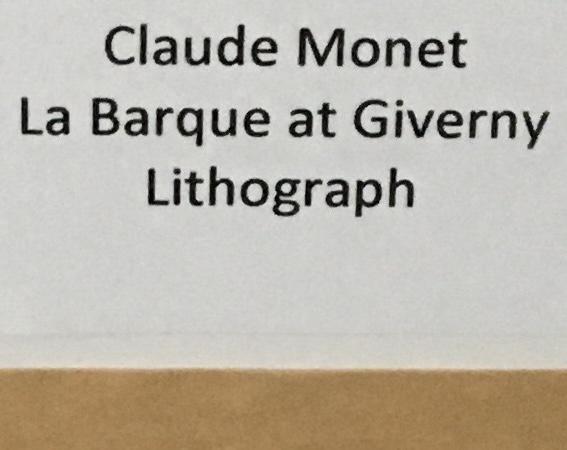 Claude Monet
La Barque at Giverny
Lithograph